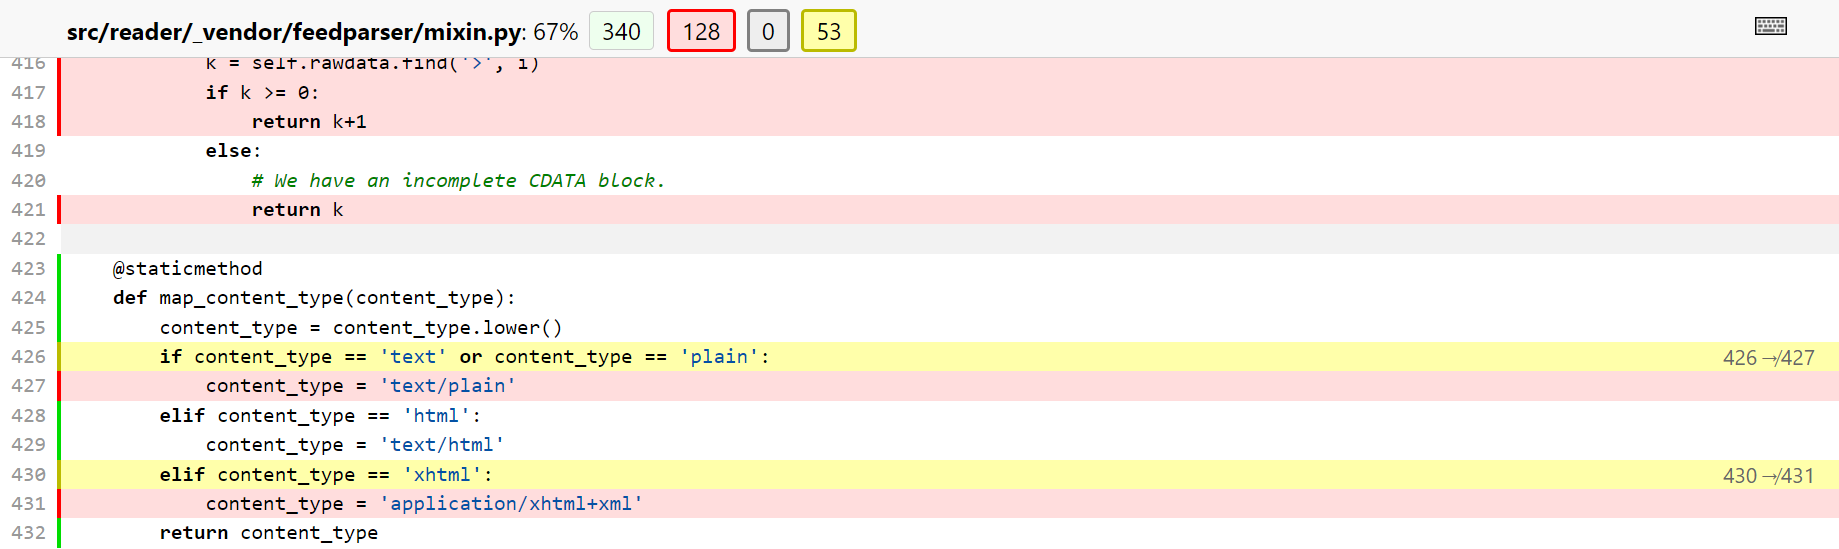 src/reader/_vendor/feedparser/mixin.py: 67% 340 128 0 53
416 k = self.rawdata.find('>', i)
417 if k >= 0:
418 return k+1
419 else:
420 # We have an incomplete CDATA block.
421 return k
422
423 @staticmethod
424 def map_content_type(content_type):
425 content_type = content_type.lower()
426 if content_type == 'text' or content_type == 'plain': 426 ↛ 427
427 content_type = 'text/plain'
428 elif content_type == 'html':
429 content_type = 'text/html'
430 elif content_type == 'xhtml': 430 ↛ 431
431 content_type = 'application/xhtml+xml'
432 return content_type